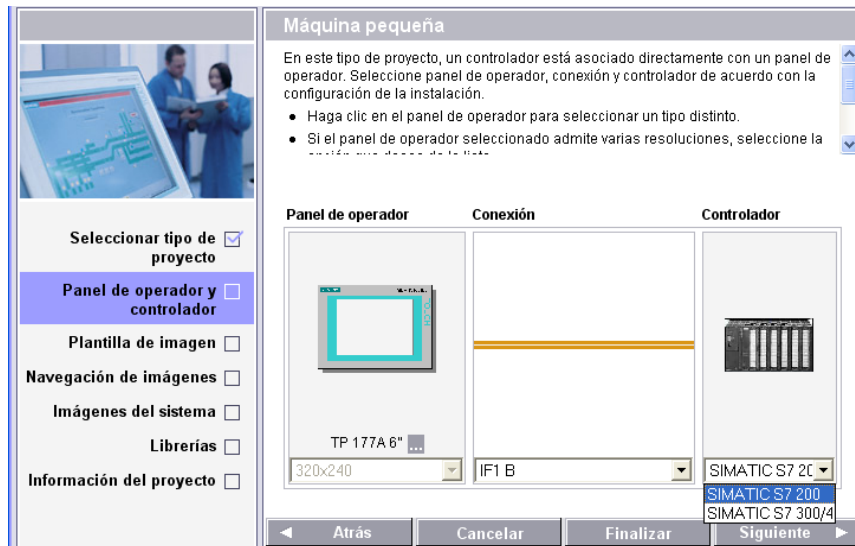 Máquina pequeña
En este tipo de proyecto, un controlador está asociado directamente con un panel de
operador. Seleccione panel de operador, conexión y controlador de acuerdo con la
configuración de la instalación.
● Haga clic en el panel de operador para seleccionar un tipo distinto.
● Si el panel de operador seleccionado admite varias resoluciones, seleccione la
Seleccionar tipo de
proyecto
Panel de operador y
controlador
Plantilla de imagen
Navegación de imágenes
Imágenes del sistema
Librerías
Información del proyecto
Panel de operador
Conexión
Controlador
TOUCH
TP 177A 6" ...
320x240
IF1 B
SIMATIC S7 20
SIMATIC S7 200
SIMATIC S7 300/4
Atrás
Cancelar
Finalizar
Siguiente